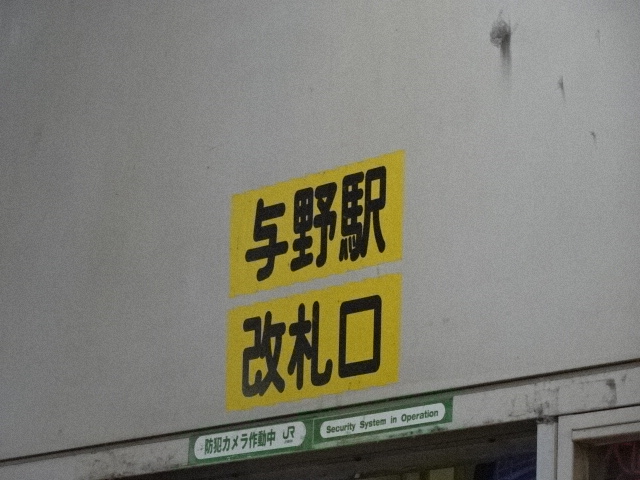 与野駅
改札口
防犯カメラ作動中 JR
Security System in Operation